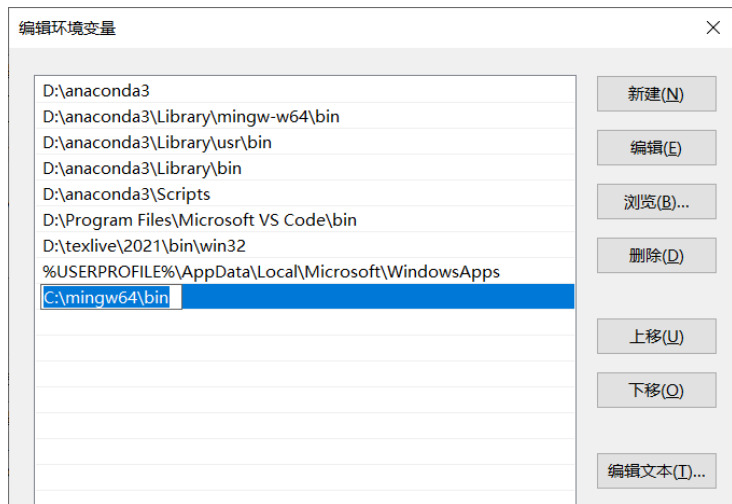 编辑环境变量
D:\anaconda3
D:\anaconda3\Library\mingw-w64\bin
D:\anaconda3\Library\usr\bin
D:\anaconda3\Library\bin
D:\anaconda3\Scripts
D:\Program Files\Microsoft VS Code\bin
D:\texlive\2021\bin\win32
%USERPROFILE%\AppData\Local\Microsoft\WindowsApps
C:\mingw64\bin
新建(N)
编辑(E)
浏览(B)...
删除(D)
上移(U)
下移(O)
编辑文本(T)...